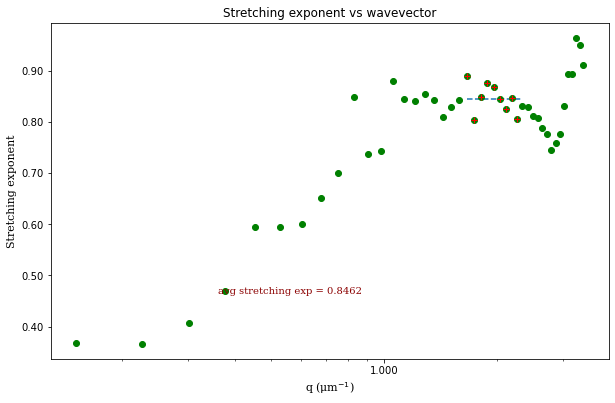 Stretching exponent vs wavevector
0.90
0.80
0.70
0.60
0.50
0.40
Stretching exponent
avg stretching exp = 0.8462
1.000
q (μm⁻¹)